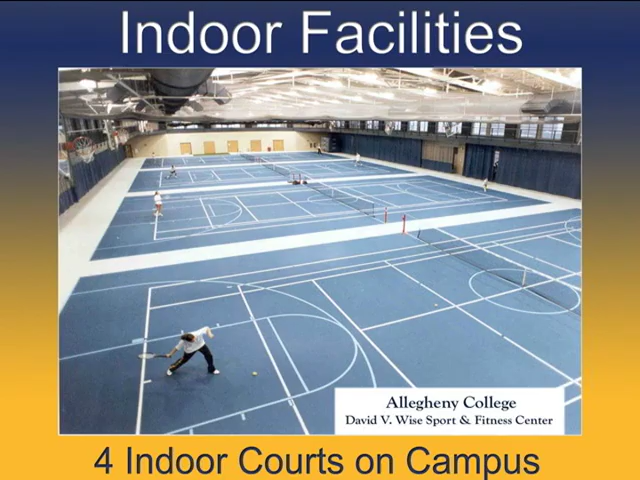 Indoor Facilities
Allegheny College
David V. Wise Sport & Fitness Center
4 Indoor Courts on Campus